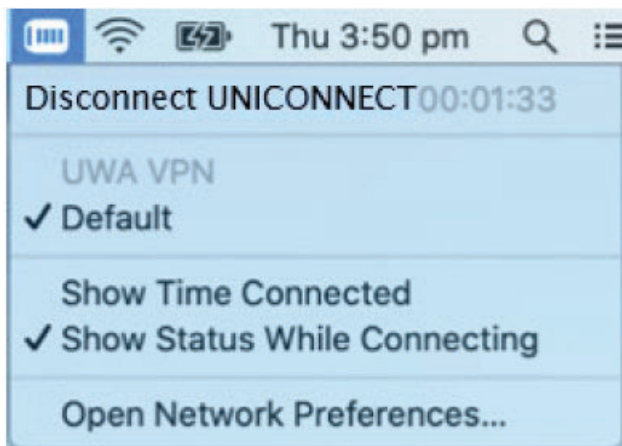 Thu 3:50 pm
Disconnect UNICONNECT00:01:33
UWA VPN
✓ Default
Show Time Connected
✓ Show Status While Connecting
Open Network Preferences...